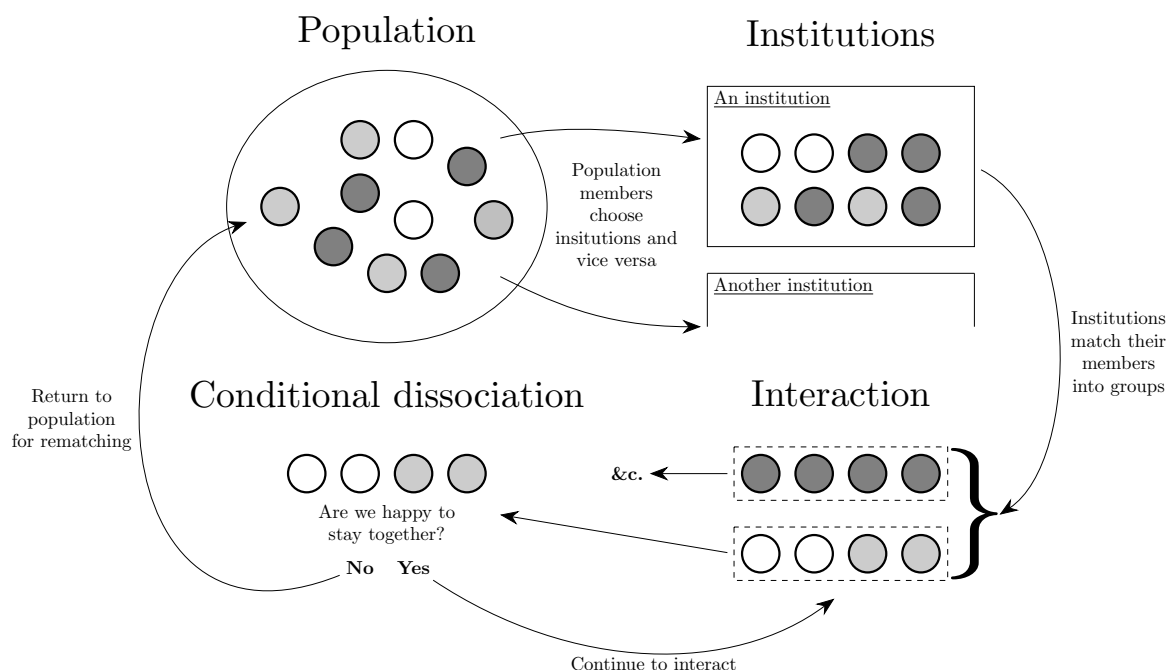 Population
Institutions
An institution
Population
members
choose
insitutions and
vice versa
Another institution
Institutions
match their
members
into groups
Return to
population
for rematching
Conditional dissociation
Interaction
&c.
Are we happy to
stay together?
No Yes
Continue to interact